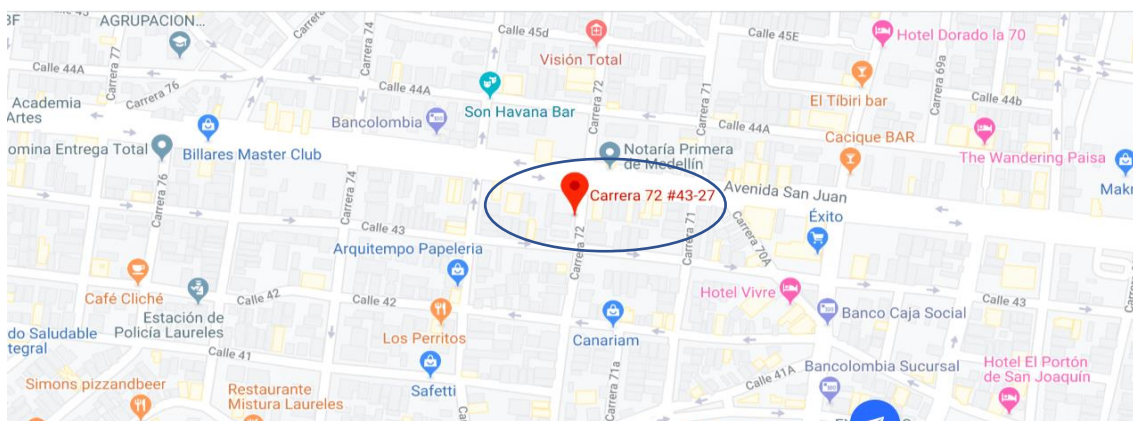 3F
AGRUPACION...
Calle 45d
Calle 45E
Hotel Dorado la 70
Carrera 77
Carrera 74
Visión Total
Carrera 69a
Calle 44A
Carrera 76
Calle 44A
Carrera 72
Carrera 71
El Tíbiri bar
Calle 44b
Academia
Artes
Bancolombia
Son Havana Bar
Calle 44A
Cacique BAR
omina Entrega Total
Billares Master Club
Notaría Primera
de Medellín
The Wandering Paisa
Makr
Carrera 76
Carrera 74
Carrera 72 #43-27
Avenida San Juan
Éxito
Calle 43
Carrera 72
Carrera 71
Carrera 70A
Arquitempo Papeleria
Café Cliché
Calle 42
Calle 42
Hotel Vivre
Calle 43
Estación de
Policía Laureles
Banco Caja Social
do Saludable
tegral
Los Perritos
Canariam
Calle 41
Safetti
Carrera 71a
Calle 41A
Bancolombia Sucursal
Hotel El Portón
de San Joaquín
Simons pizzandbeer
Restaurante
Mistura Laureles